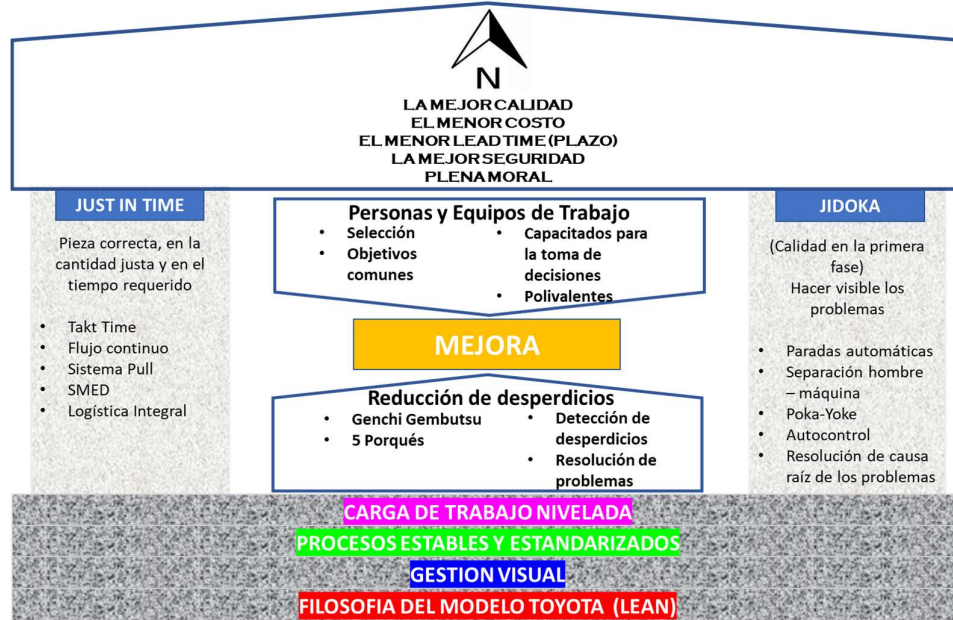 N
LA MEJOR CALIDAD
EL MENOR COSTO
EL MENOR LEAD TIME (PLAZO)
LA MEJOR SEGURIDAD
PLENA MORAL
JUST IN TIME
Pieza correcta, en la
cantidad justa y en el
tiempo requerido
• Takt Time
• Flujo continuo
• Sistema Pull
• SMED
• Logística Integral
Personas y Equipos de Trabajo
• Selección
• Objetivos
comunes
• Capacitados para
la toma de
decisiones
• Polivalentes
MEJORA
Reducción de desperdicios
• Genchi Gembutsu
• 5 Porqués
• Detección de
desperdicios
• Resolución de
problemas
JIDOKA
(Calidad en la primera
fase)
Hacer visible los
problemas
• Paradas automáticas
• Separación hombre
– máquina
• Poka-Yoke
• Autocontrol
• Resolución de causa
raíz de los problemas
CARGA DE TRABAJO NIVELADA
PROCESOS ESTABLES Y ESTANDARIZADOS
GESTION VISUAL
FILOSOFIA DEL MODELO TOYOTA (LEAN)